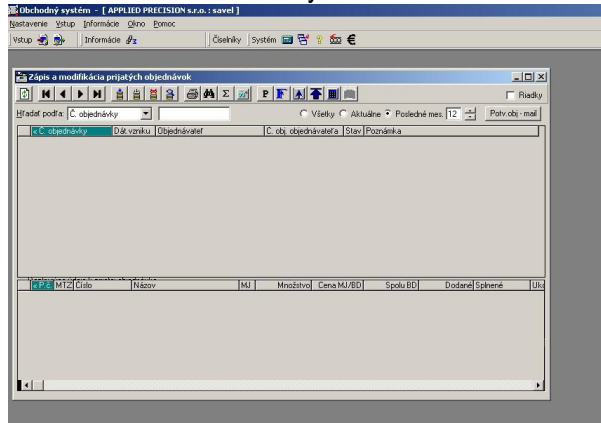 Obchodný systém - [ APPLIED PRECISION s.r.o. : savel ]
Nastavenie Vstup Informácie Okno Pomoc
Vstup Informácie Číselníky Systém €
Zápis a modifikácia prijatých objednávok
Σ P F Riadky
Hľadať podľa: Č. objednávky Všetky Aktuálne Posledné mes. 12 Potv.obj - mail
« Č. objednávky Dát.vzniku Objednávateľ Č. obj. objednávateľa Stav Poznámka
« P.č. MTZ Číslo Názov MJ Množstvo Cena MJ/BD Spolu BD Dodané Splnené